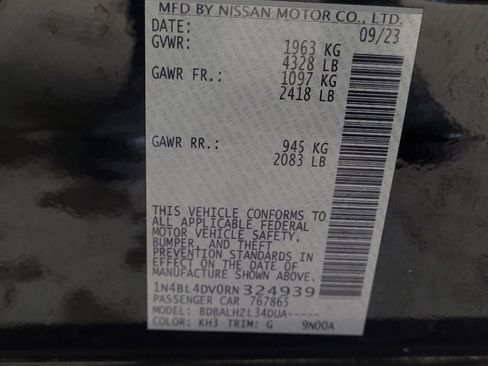 MFD BY NISSAN MOTOR CO., LTD.
DATE: 09/23
GVWR: 1963 KG
4328 LB
GAWR FR.: 1097 KG
2418 LB
GAWR RR.: 945 KG
2083 LB
THIS VEHICLE CONFORMS TO
ALL APPLICABLE FEDERAL
MOTOR VEHICLE SAFETY,
BUMPER, AND THEFT
PREVENTION STANDARDS IN
EFFECT ON THE DATE OF
MANUFACTURE SHOWN ABOVE.
1N4BL4DV0RN324939
PASSENGER CAR 767865
MODEL: BDBALHZL34DUA-----
COLOR: KH3 TRIM: G 9N00A